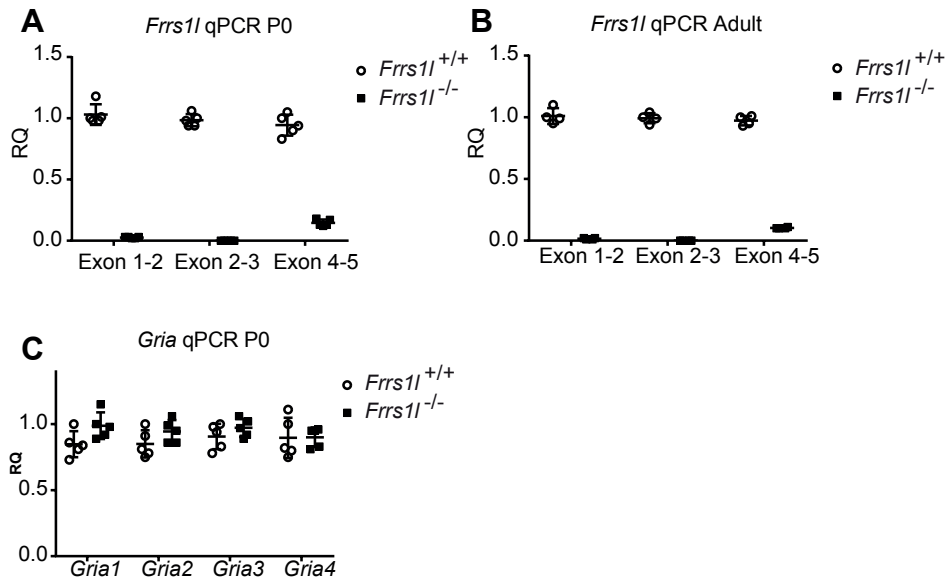 A
Frrs1l qPCR P0
1.5
1.0
0.5
0.0
RQ
Exon 1-2 Exon 2-3 Exon 4-5
Frrs1l +/+
Frrs1l -/-
B
Frrs1l qPCR Adult
1.5
1.0
0.5
0.0
RQ
Exon 1-2 Exon 2-3 Exon 4-5
Frrs1l +/+
Frrs1l -/-
C
Gria qPCR P0
1.0
0.5
0.0
RQ
Gria1 Gria2 Gria3 Gria4
Frrs1l +/+
Frrs1l -/-